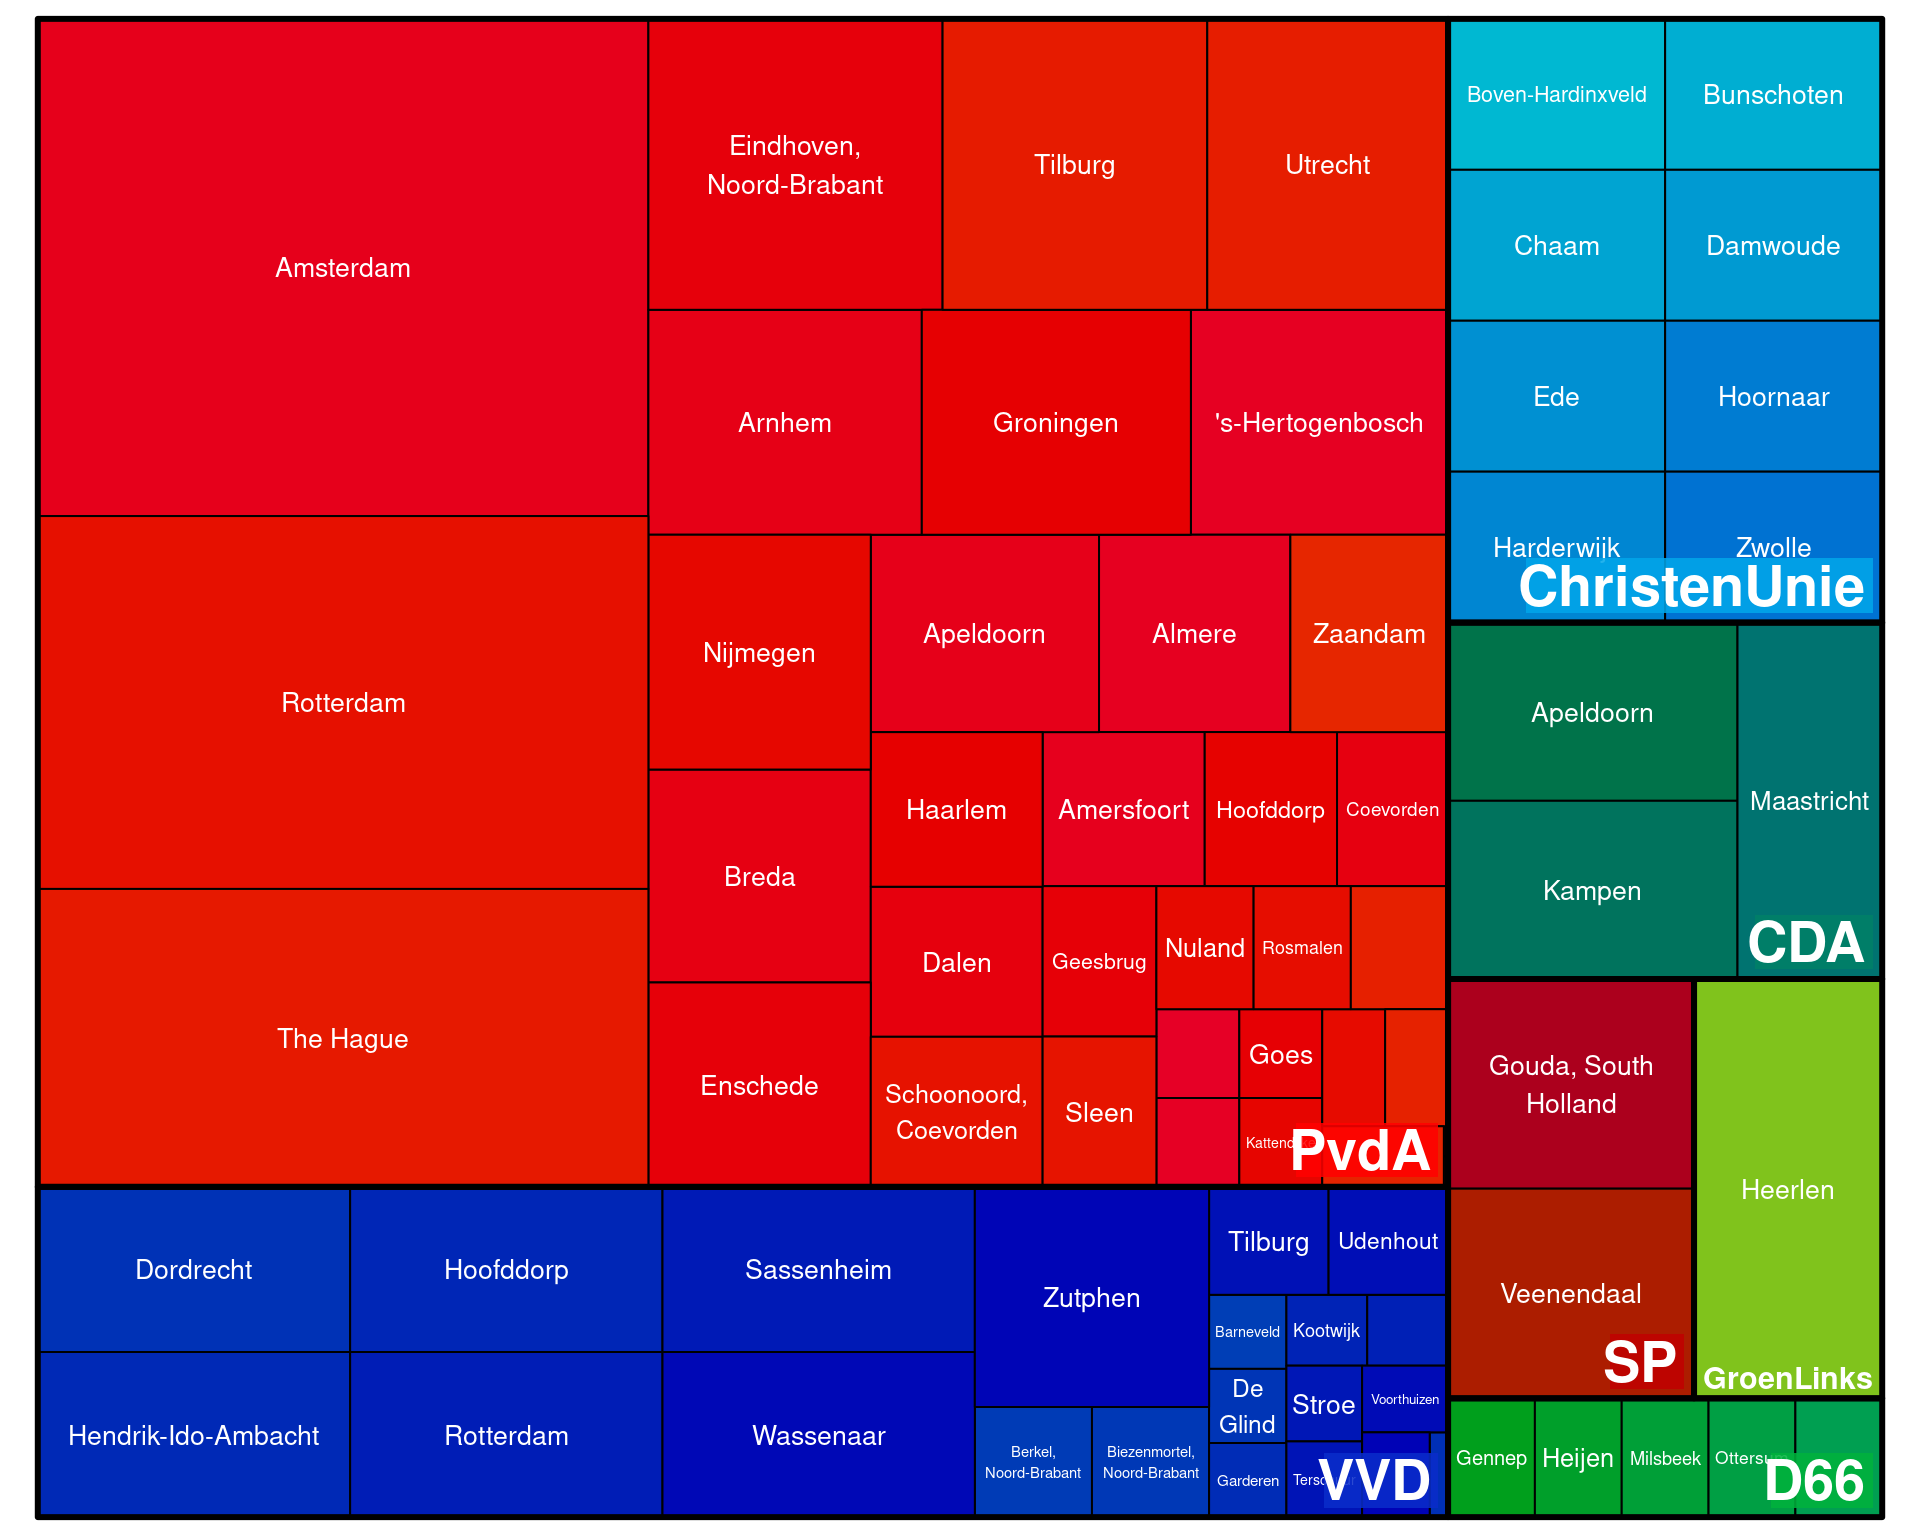 Amsterdam
Rotterdam
The Hague
Eindhoven,
Noord-Brabant
Tilburg
Utrecht
Arnhem
Groningen
's-Hertogenbosch
Nijmegen
Breda
Enschede
Apeldoorn
Almere
Zaandam
Haarlem
Amersfoort
Hoofddorp
Coevorden
Dalen
Geesbrug
Nuland
Rosmalen
Schoonoord,
Coevorden
Sleen
Goes
PvdA
Boven-Hardinxveld
Bunschoten
Chaam
Damwoude
Ede
Hoornaar
Harderwijk
Zwolle
ChristenUnie
Apeldoorn
Kampen
Maastricht
CDA
Gouda, South
Holland
Veenendaal
SP
Heerlen
GroenLinks
Dordrecht
Hoofddorp
Sassenheim
Hendrik-Ido-Ambacht
Rotterdam
Wassenaar
Zutphen
Berkel,
Noord-Brabant
Biezenmortel,
Noord-Brabant
Tilburg
Udenhout
Barneveld
Kootwijk
De
Glind
Stroe
Voorthuizen
Garderen
VVD
Gennep
Heijen
Milsbeek
D66